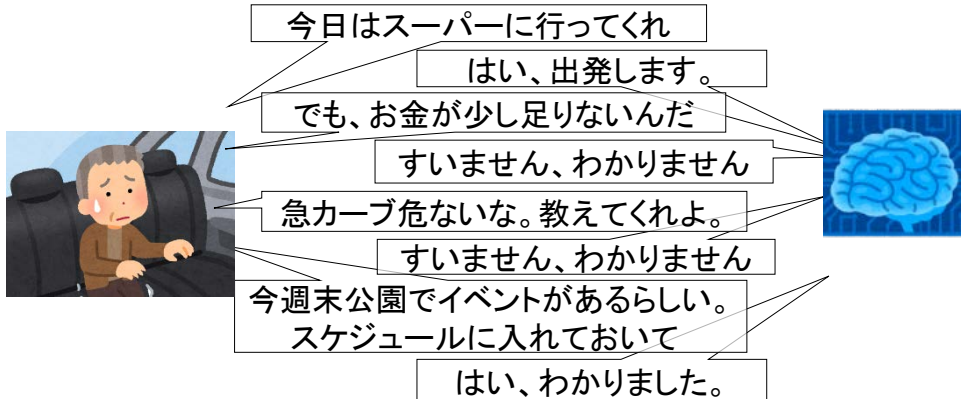 今日はスーパーに行ってくれ
はい、出発します。
でも、お金が少し足りないんだ
すいません、わかりません
急カーブ危ないな。教えてくれよ。
すいません、わかりません
今週末公園でイベントがあるらしい。
スケジュールに入れておいて
はい、わかりました。